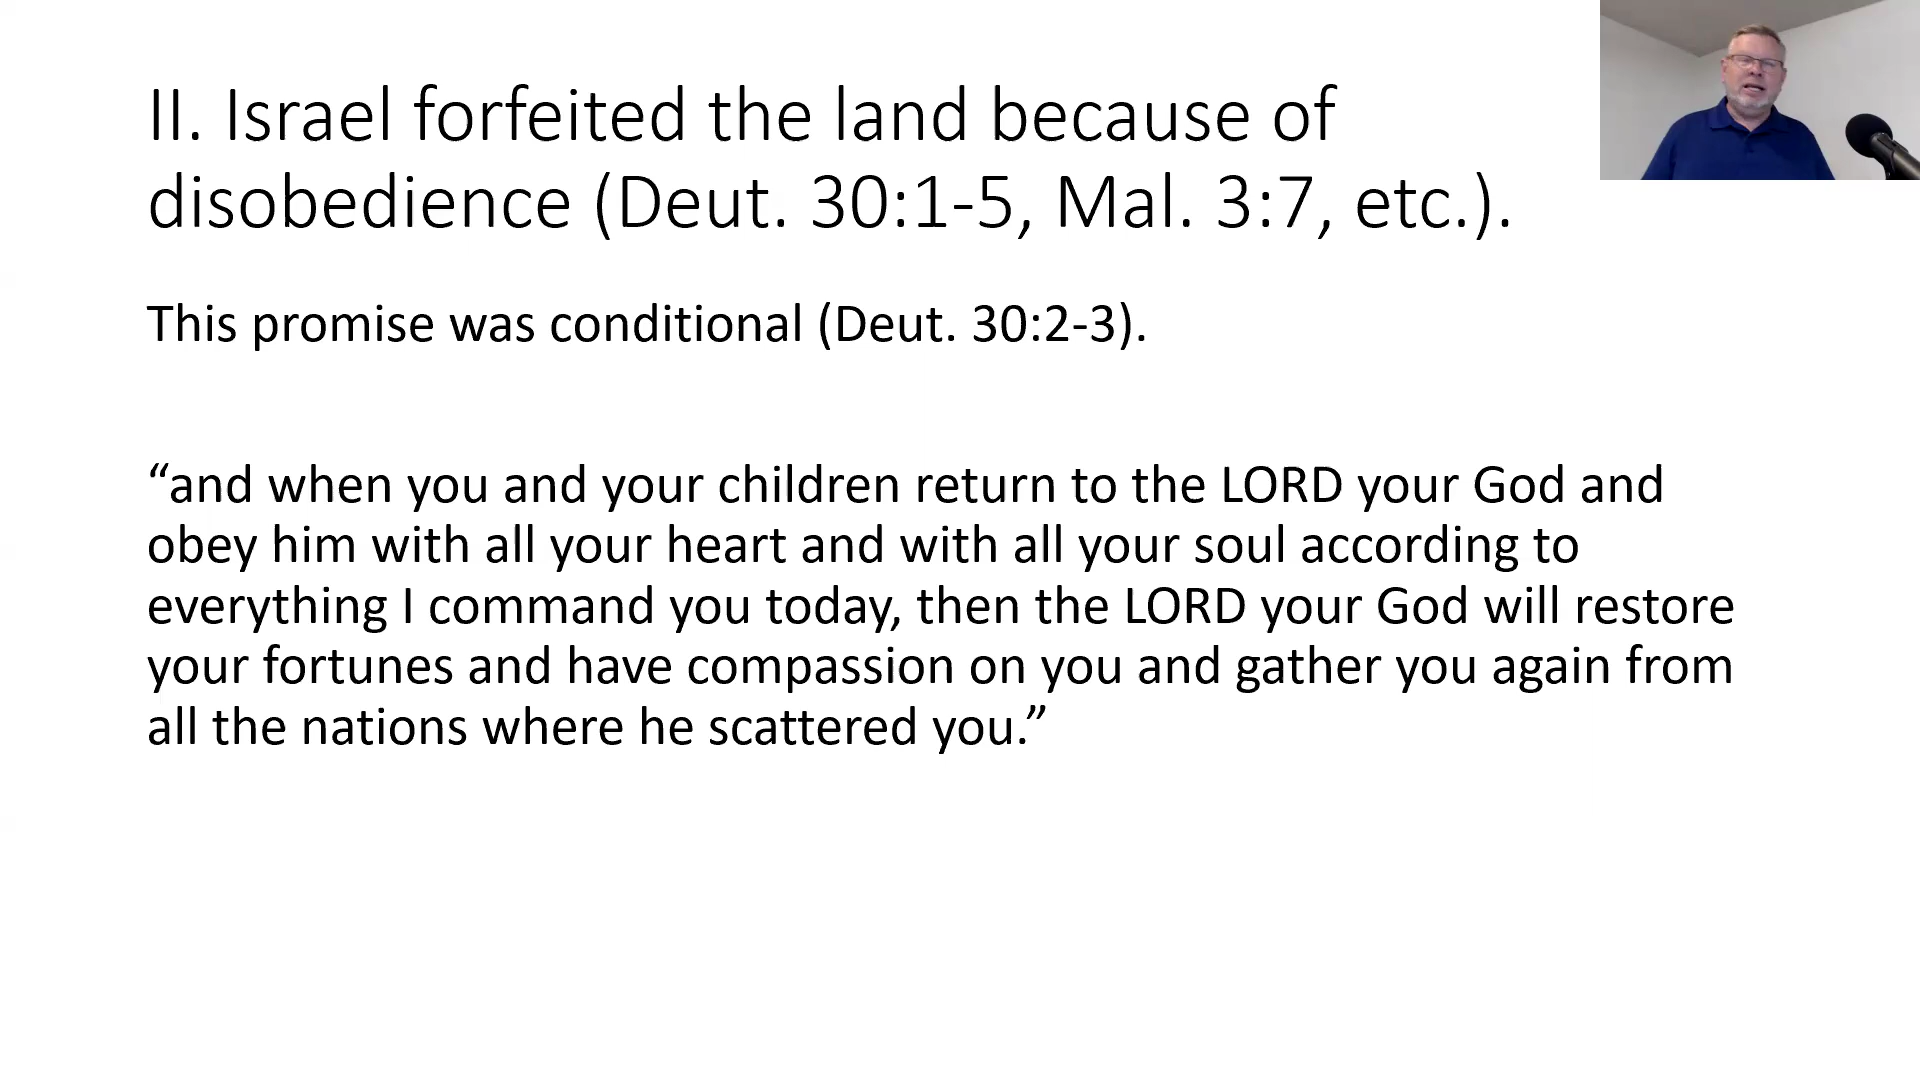 II. Israel forfeited the land because of
disobedience (Deut. 30:1-5, Mal. 3:7, etc.).
This promise was conditional (Deut. 30:2-3).
“and when you and your children return to the LORD your God and
obey him with all your heart and with all your soul according to
everything I command you today, then the LORD your God will restore
your fortunes and have compassion on you and gather you again from
all the nations where he scattered you.”